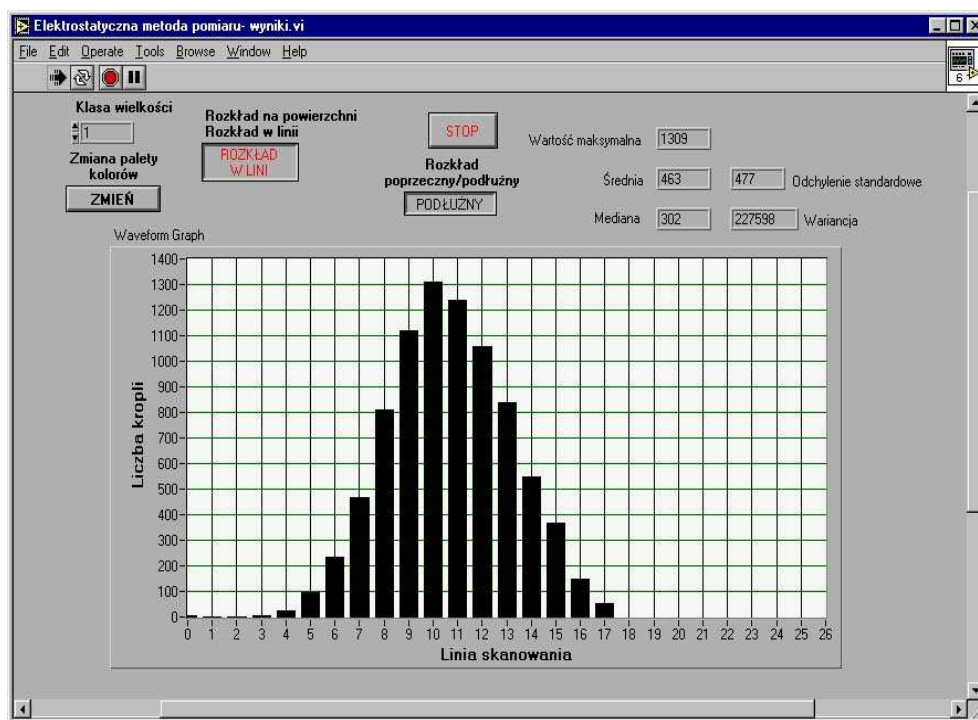 Elektrostatyczna metoda pomiaru- wyniki.vi
File Edit Operate Tools Browse Window Help
6
Klasa wielkości
1
Zmiana palety
kolorów
ZMIEŃ
Rozkład na powierzchni
Rozkład w linii
ROZKŁAD
W LINI
STOP
Rozkład
poprzeczny/podłużny
PODŁUŻNY
Wartość maksymalna 1309
Średnia 463 477 Odchylenie standardowe
Mediana 302 227598 Wariancja
Waveform Graph
1400
1300
1200
1100
1000
900
800
700
600
500
400
300
200
100
0
Liczba kropli
0 1 2 3 4 5 6 7 8 9 10 11 12 13 14 15 16 17 18 19 20 21 22 23 24 25 26
Linia skanowania